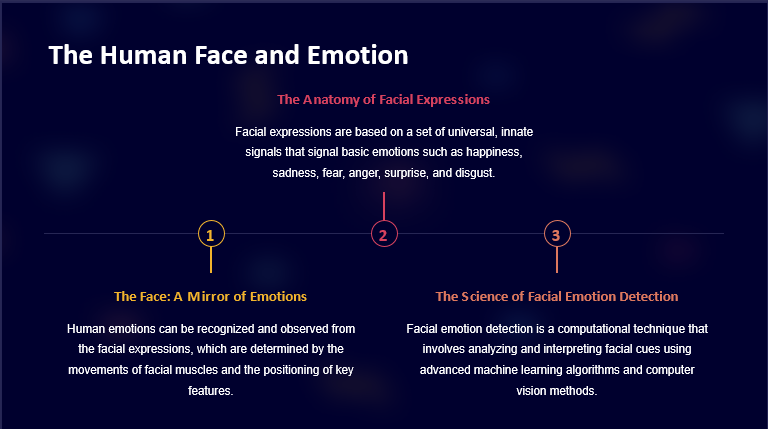 The Human Face and Emotion
The Anatomy of Facial Expressions
Facial expressions are based on a set of universal, innate
signals that signal basic emotions such as happiness,
sadness, fear, anger, surprise, and disgust.
1
2
3
The Face: A Mirror of Emotions
Human emotions can be recognized and observed from
the facial expressions, which are determined by the
movements of facial muscles and the positioning of key
features.
The Science of Facial Emotion Detection
Facial emotion detection is a computational technique that
involves analyzing and interpreting facial cues using
advanced machine learning algorithms and computer
vision methods.